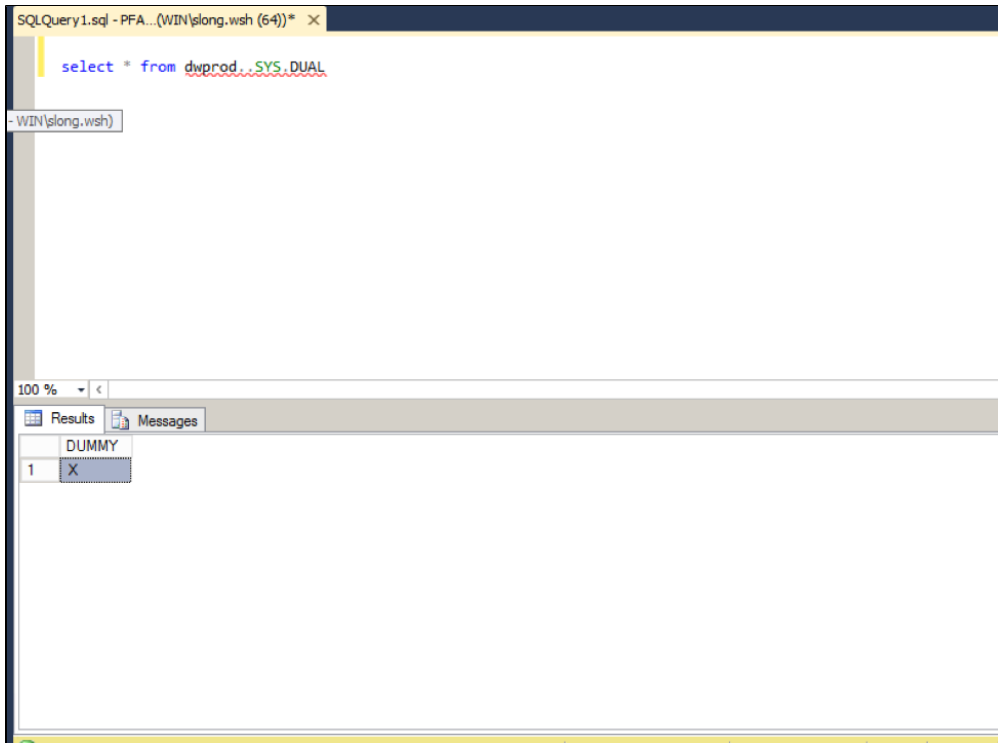 SQLQuery1.sql - PFA...(WIN\slong.wsh (64))* ×
select * from dwprod..SYS.DUAL
- WIN\slong.wsh)
100 %
Results Messages
DUMMY
1 X